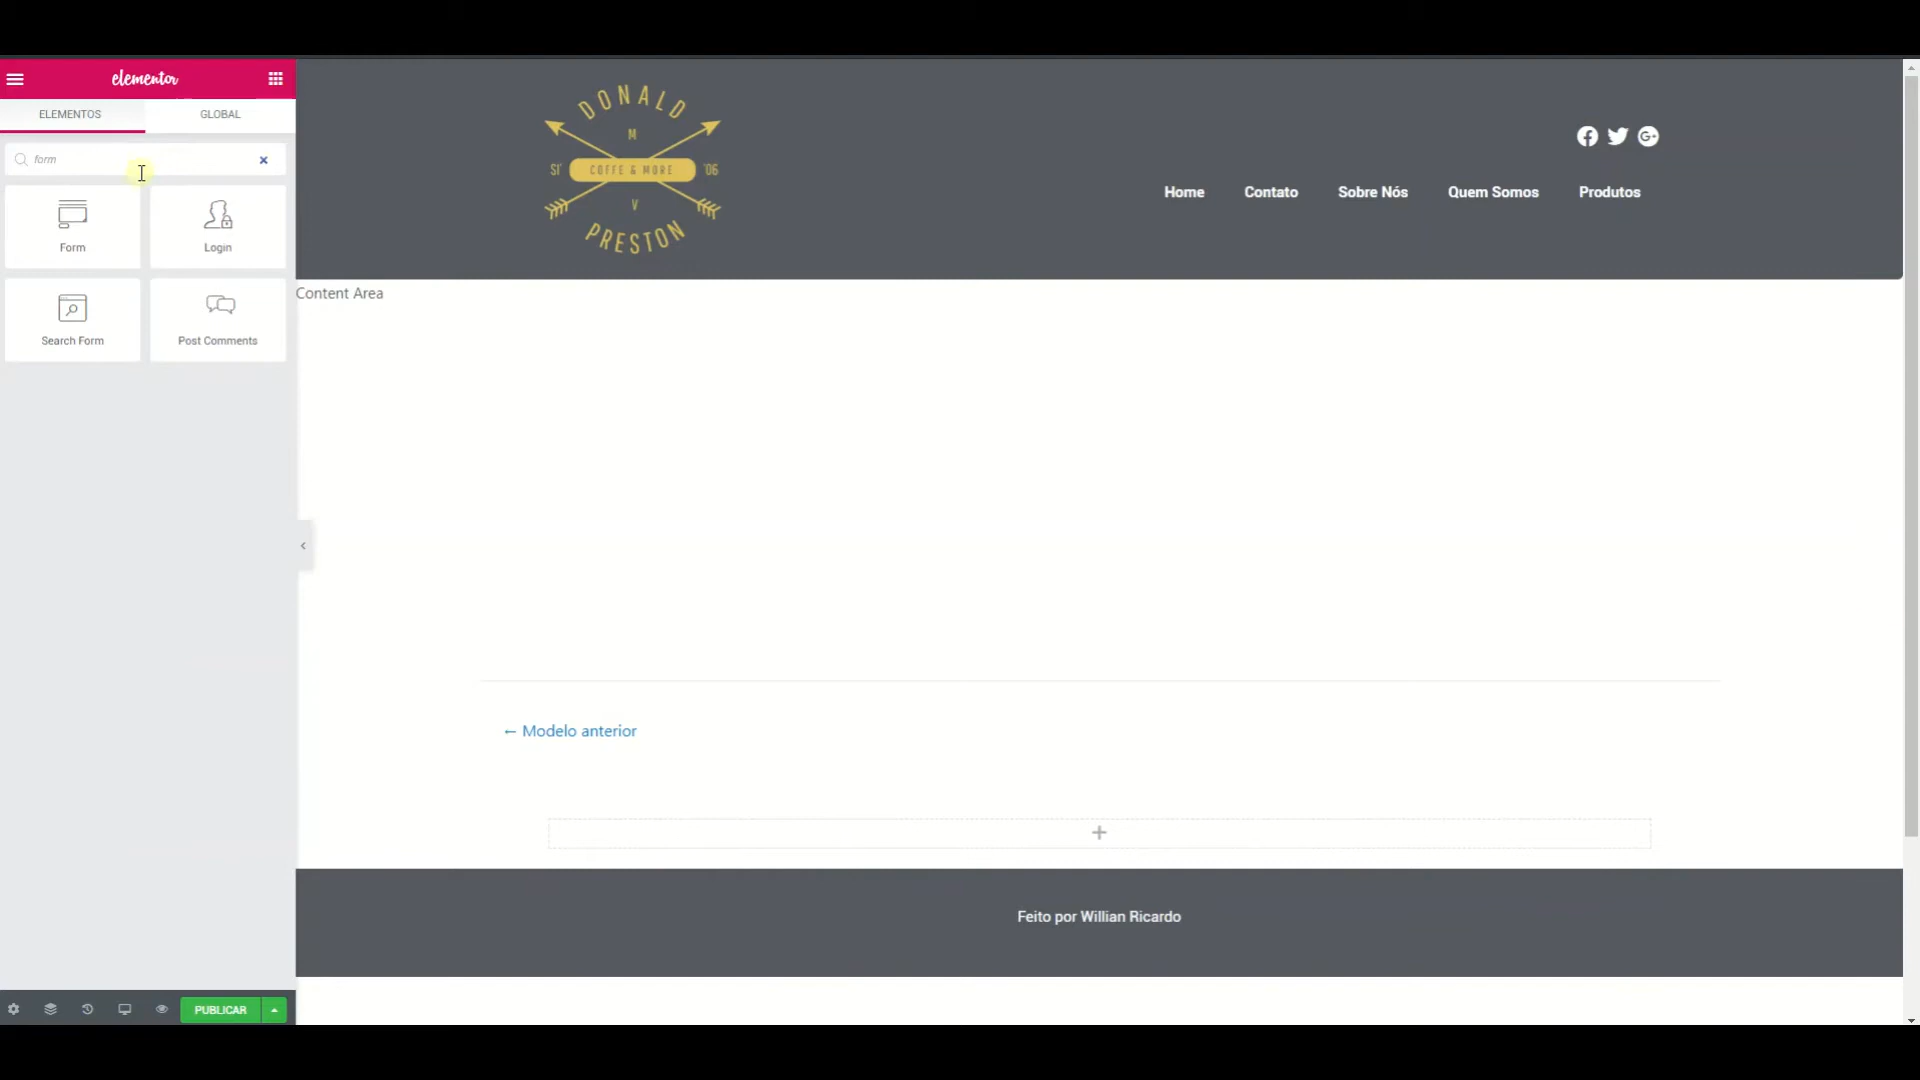 elementor
ELEMENTOS
GLOBAL
form
Form
Login
Search Form
Post Comments
DONALD
M
SI'
COFFE & MORE
'06
V
PRESTON
Home
Contato
Sobre Nós
Quem Somos
Produtos
Content Area
← Modelo anterior
+
Feito por Willian Ricardo
PUBLICAR